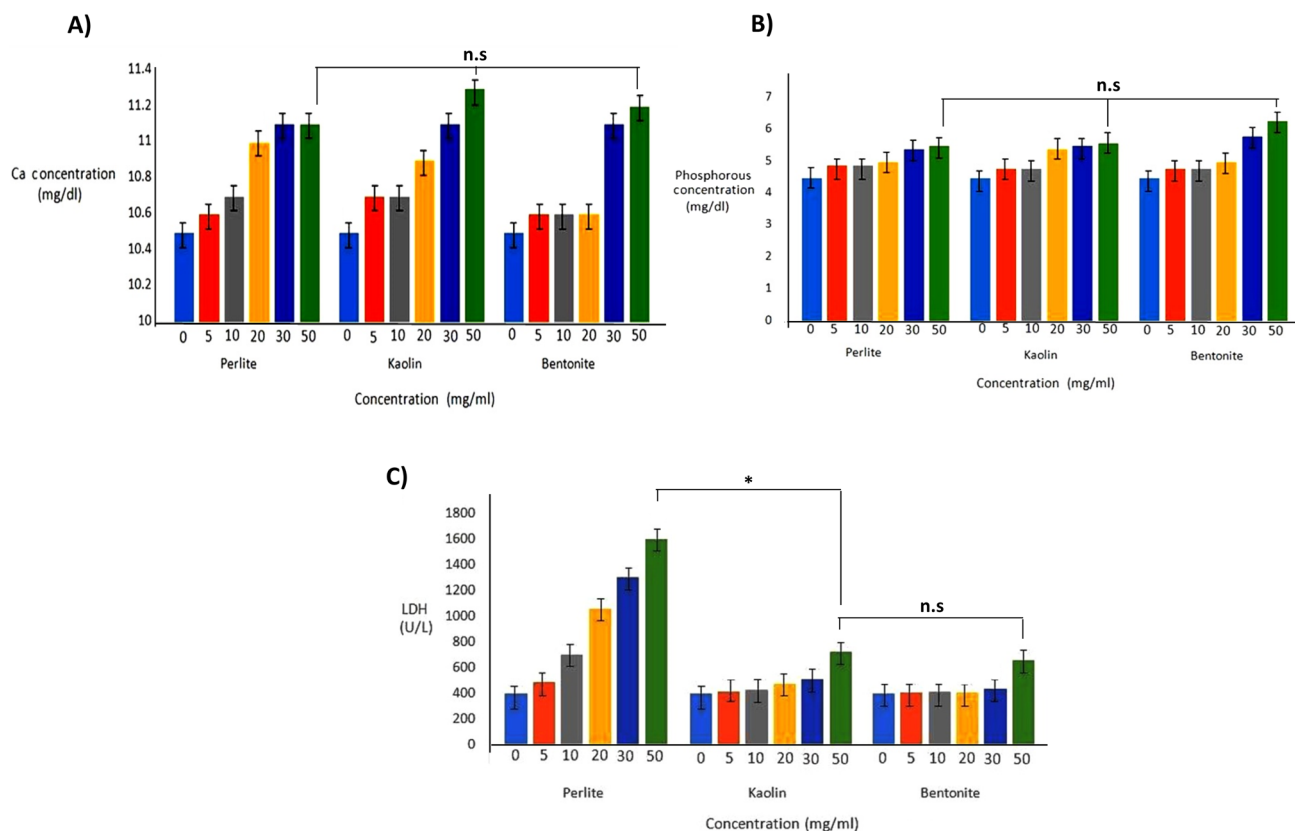 A)
n.s
11.4
11.2
11
10.8
10.6
10.4
10.2
10
Ca concentration
(mg/dl)
0 5 10 20 30 50 0 5 10 20 30 50 0 5 10 20 30 50
Perlite Kaolin Bentonite
Concentration (mg/ml)
B)
n.s
7
6
5
4
3
2
1
0
Phosphorous
concentration
(mg/dl)
0 5 10 20 30 50 0 5 10 20 30 50 0 5 10 20 30 50
Perlite Kaolin Bentonite
Concentration (mg/ml)
C)
*
n.s
1800
1600
1400
1200
1000
800
600
400
200
0
LDH
(U/L)
0 5 10 20 30 50 0 5 10 20 30 50 0 5 10 20 30 50
Perlite Kaolin Bentonite
Concentration (mg/ml)